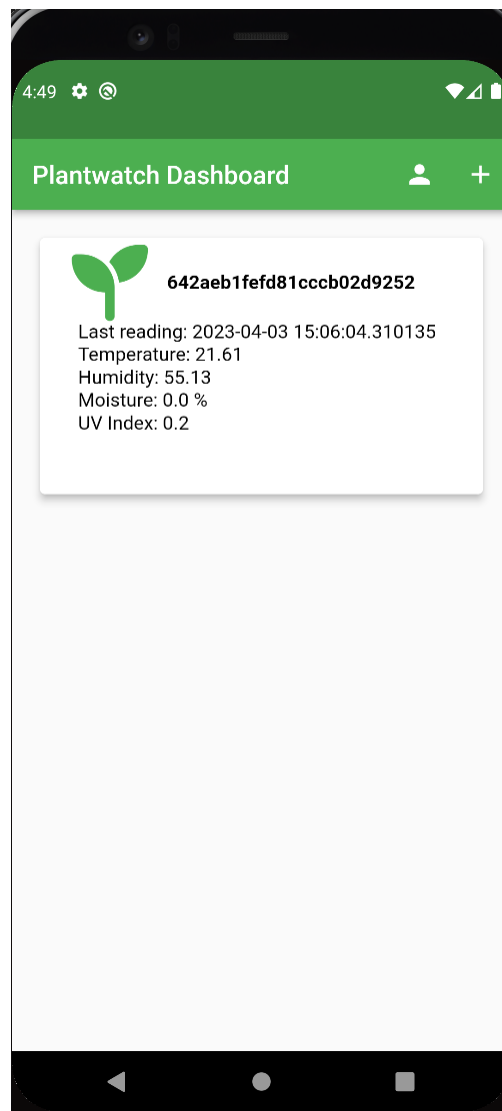 4:49
Plantwatch Dashboard
642aeb1fefd81cccb02d9252
Last reading: 2023-04-03 15:06:04.310135
Temperature: 21.61
Humidity: 55.13
Moisture: 0.0 %
UV Index: 0.2